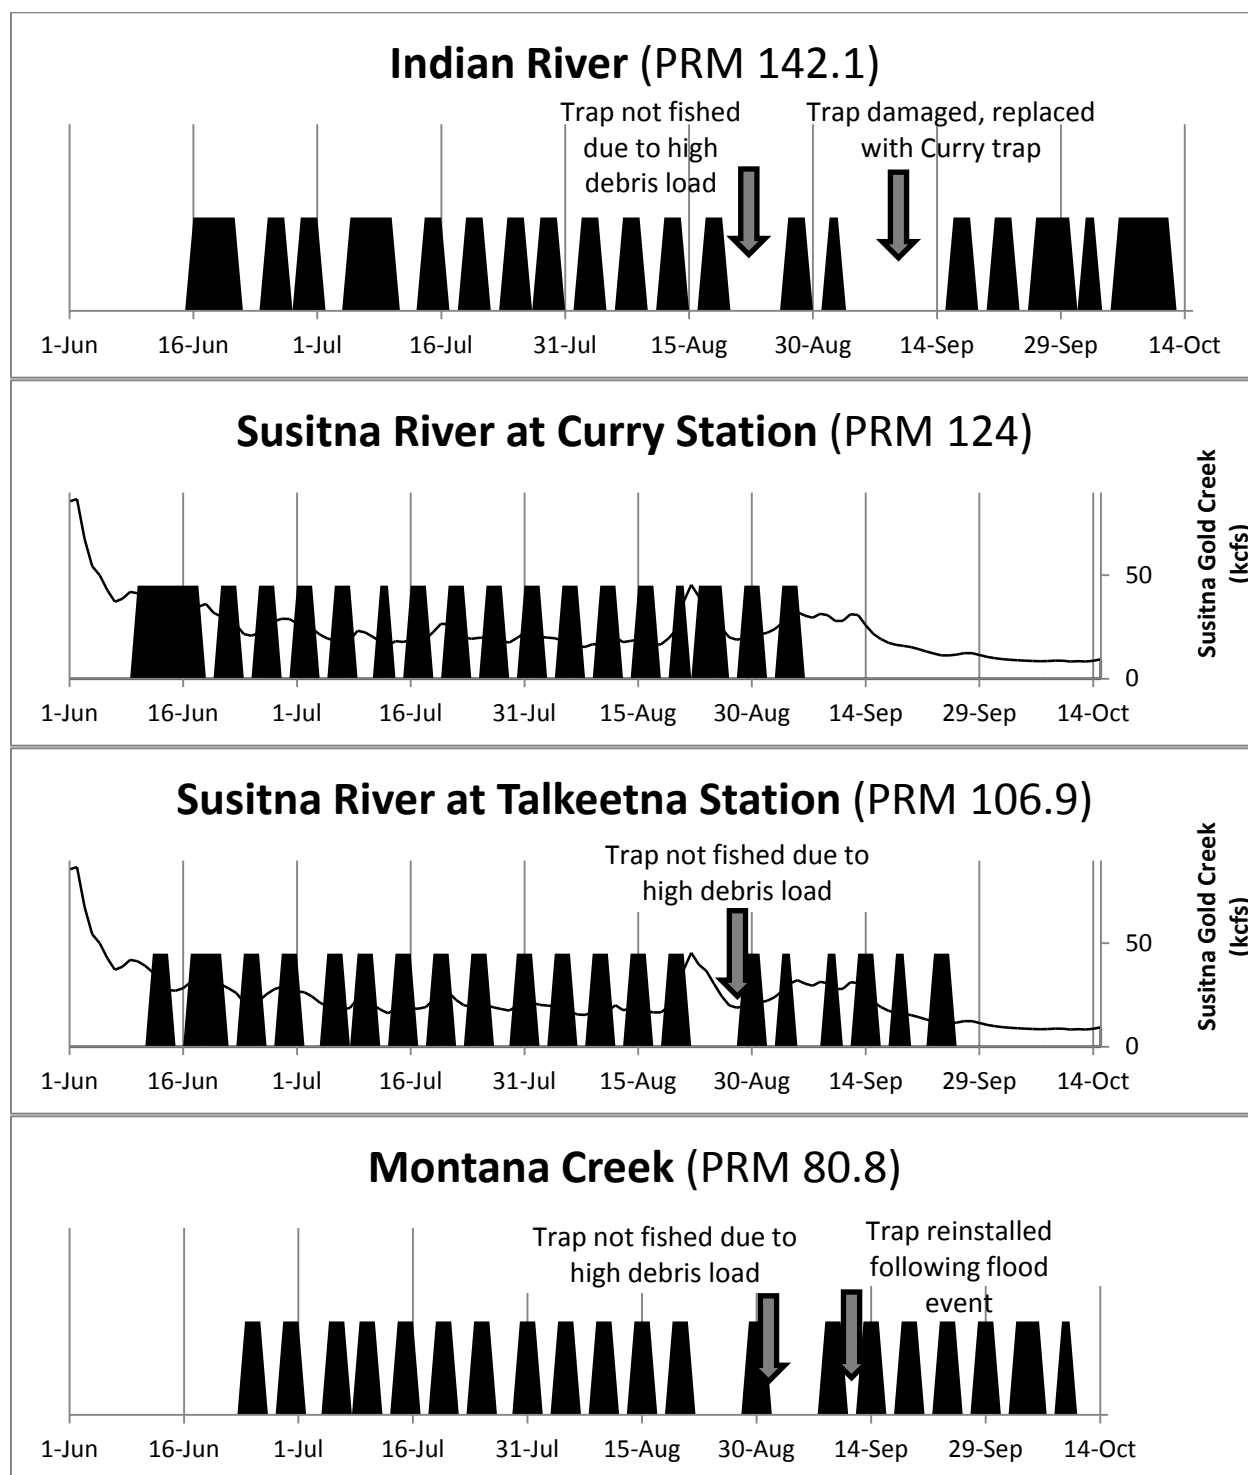 Indian River (PRM 142.1)
Trap not fished
due to high
debris load
Trap damaged, replaced
with Curry trap
1-Jun 16-Jun 1-Jul 16-Jul 31-Jul 15-Aug 30-Aug 14-Sep 29-Sep 14-Oct
Susitna River at Curry Station (PRM 124)
Susitna Gold Creek
(kcfs)
50
0
1-Jun 16-Jun 1-Jul 16-Jul 31-Jul 15-Aug 30-Aug 14-Sep 29-Sep 14-Oct
Susitna River at Talkeetna Station (PRM 106.9)
Trap not fished due to
high debris load
Susitna Gold Creek
(kcfs)
50
0
1-Jun 16-Jun 1-Jul 16-Jul 31-Jul 15-Aug 30-Aug 14-Sep 29-Sep 14-Oct
Montana Creek (PRM 80.8)
Trap not fished due to
high debris load
Trap reinstalled
following flood
event
1-Jun 16-Jun 1-Jul 16-Jul 31-Jul 15-Aug 30-Aug 14-Sep 29-Sep 14-Oct